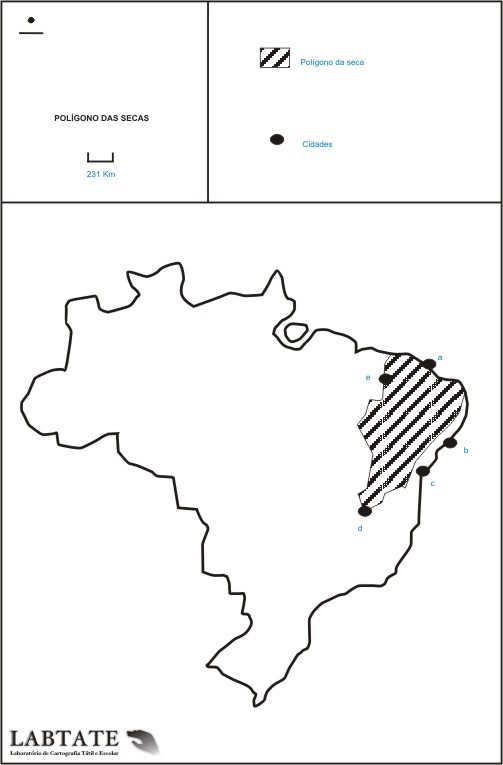 POLÍGONO DAS SECAS
231 Km
Polígono da seca
Cidades
a
e
b
c
d
LABTATE
Laboratório de Cartografia Tátil e Escolar